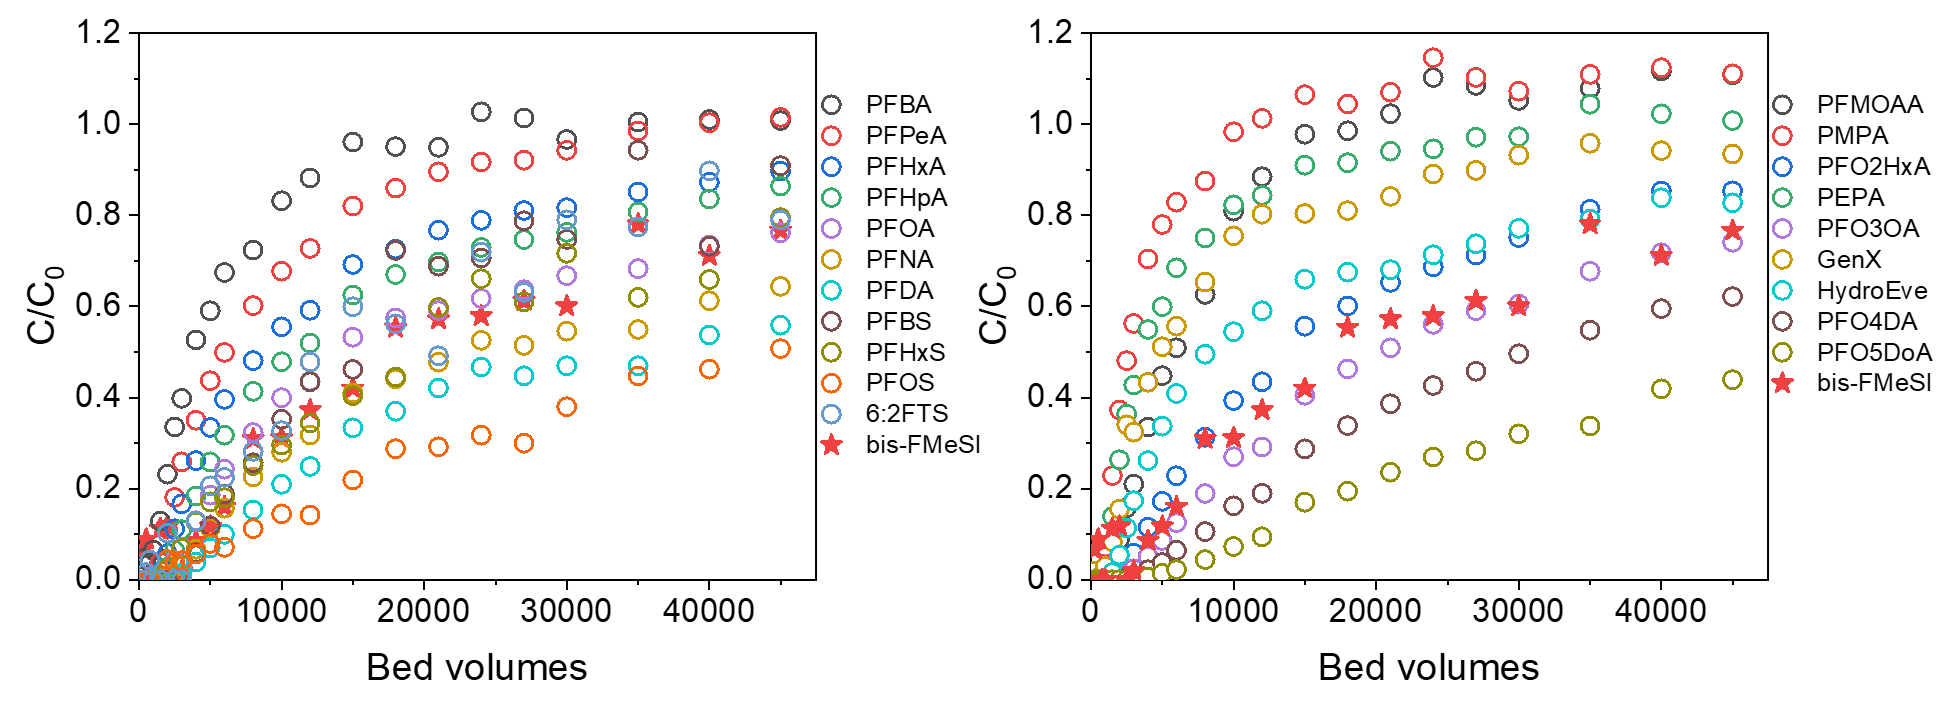 1.2
1.0
0.8
0.6
0.4
0.2
0.0
C/C0
0 10000 20000 30000 40000
Bed volumes
PFBA
PFPeA
PFHxA
PFHpA
PFOA
PFNA
PFDA
PFBS
PFHxS
PFOS
6:2FTS
bis-FMeSI
1.2
1.0
0.8
0.6
0.4
0.2
0.0
C/C0
0 10000 20000 30000 40000
Bed volumes
PFMOAA
PMPA
PFO2HxA
PEPA
PFO3OA
GenX
HydroEve
PFO4DA
PFO5DoA
bis-FMeSI